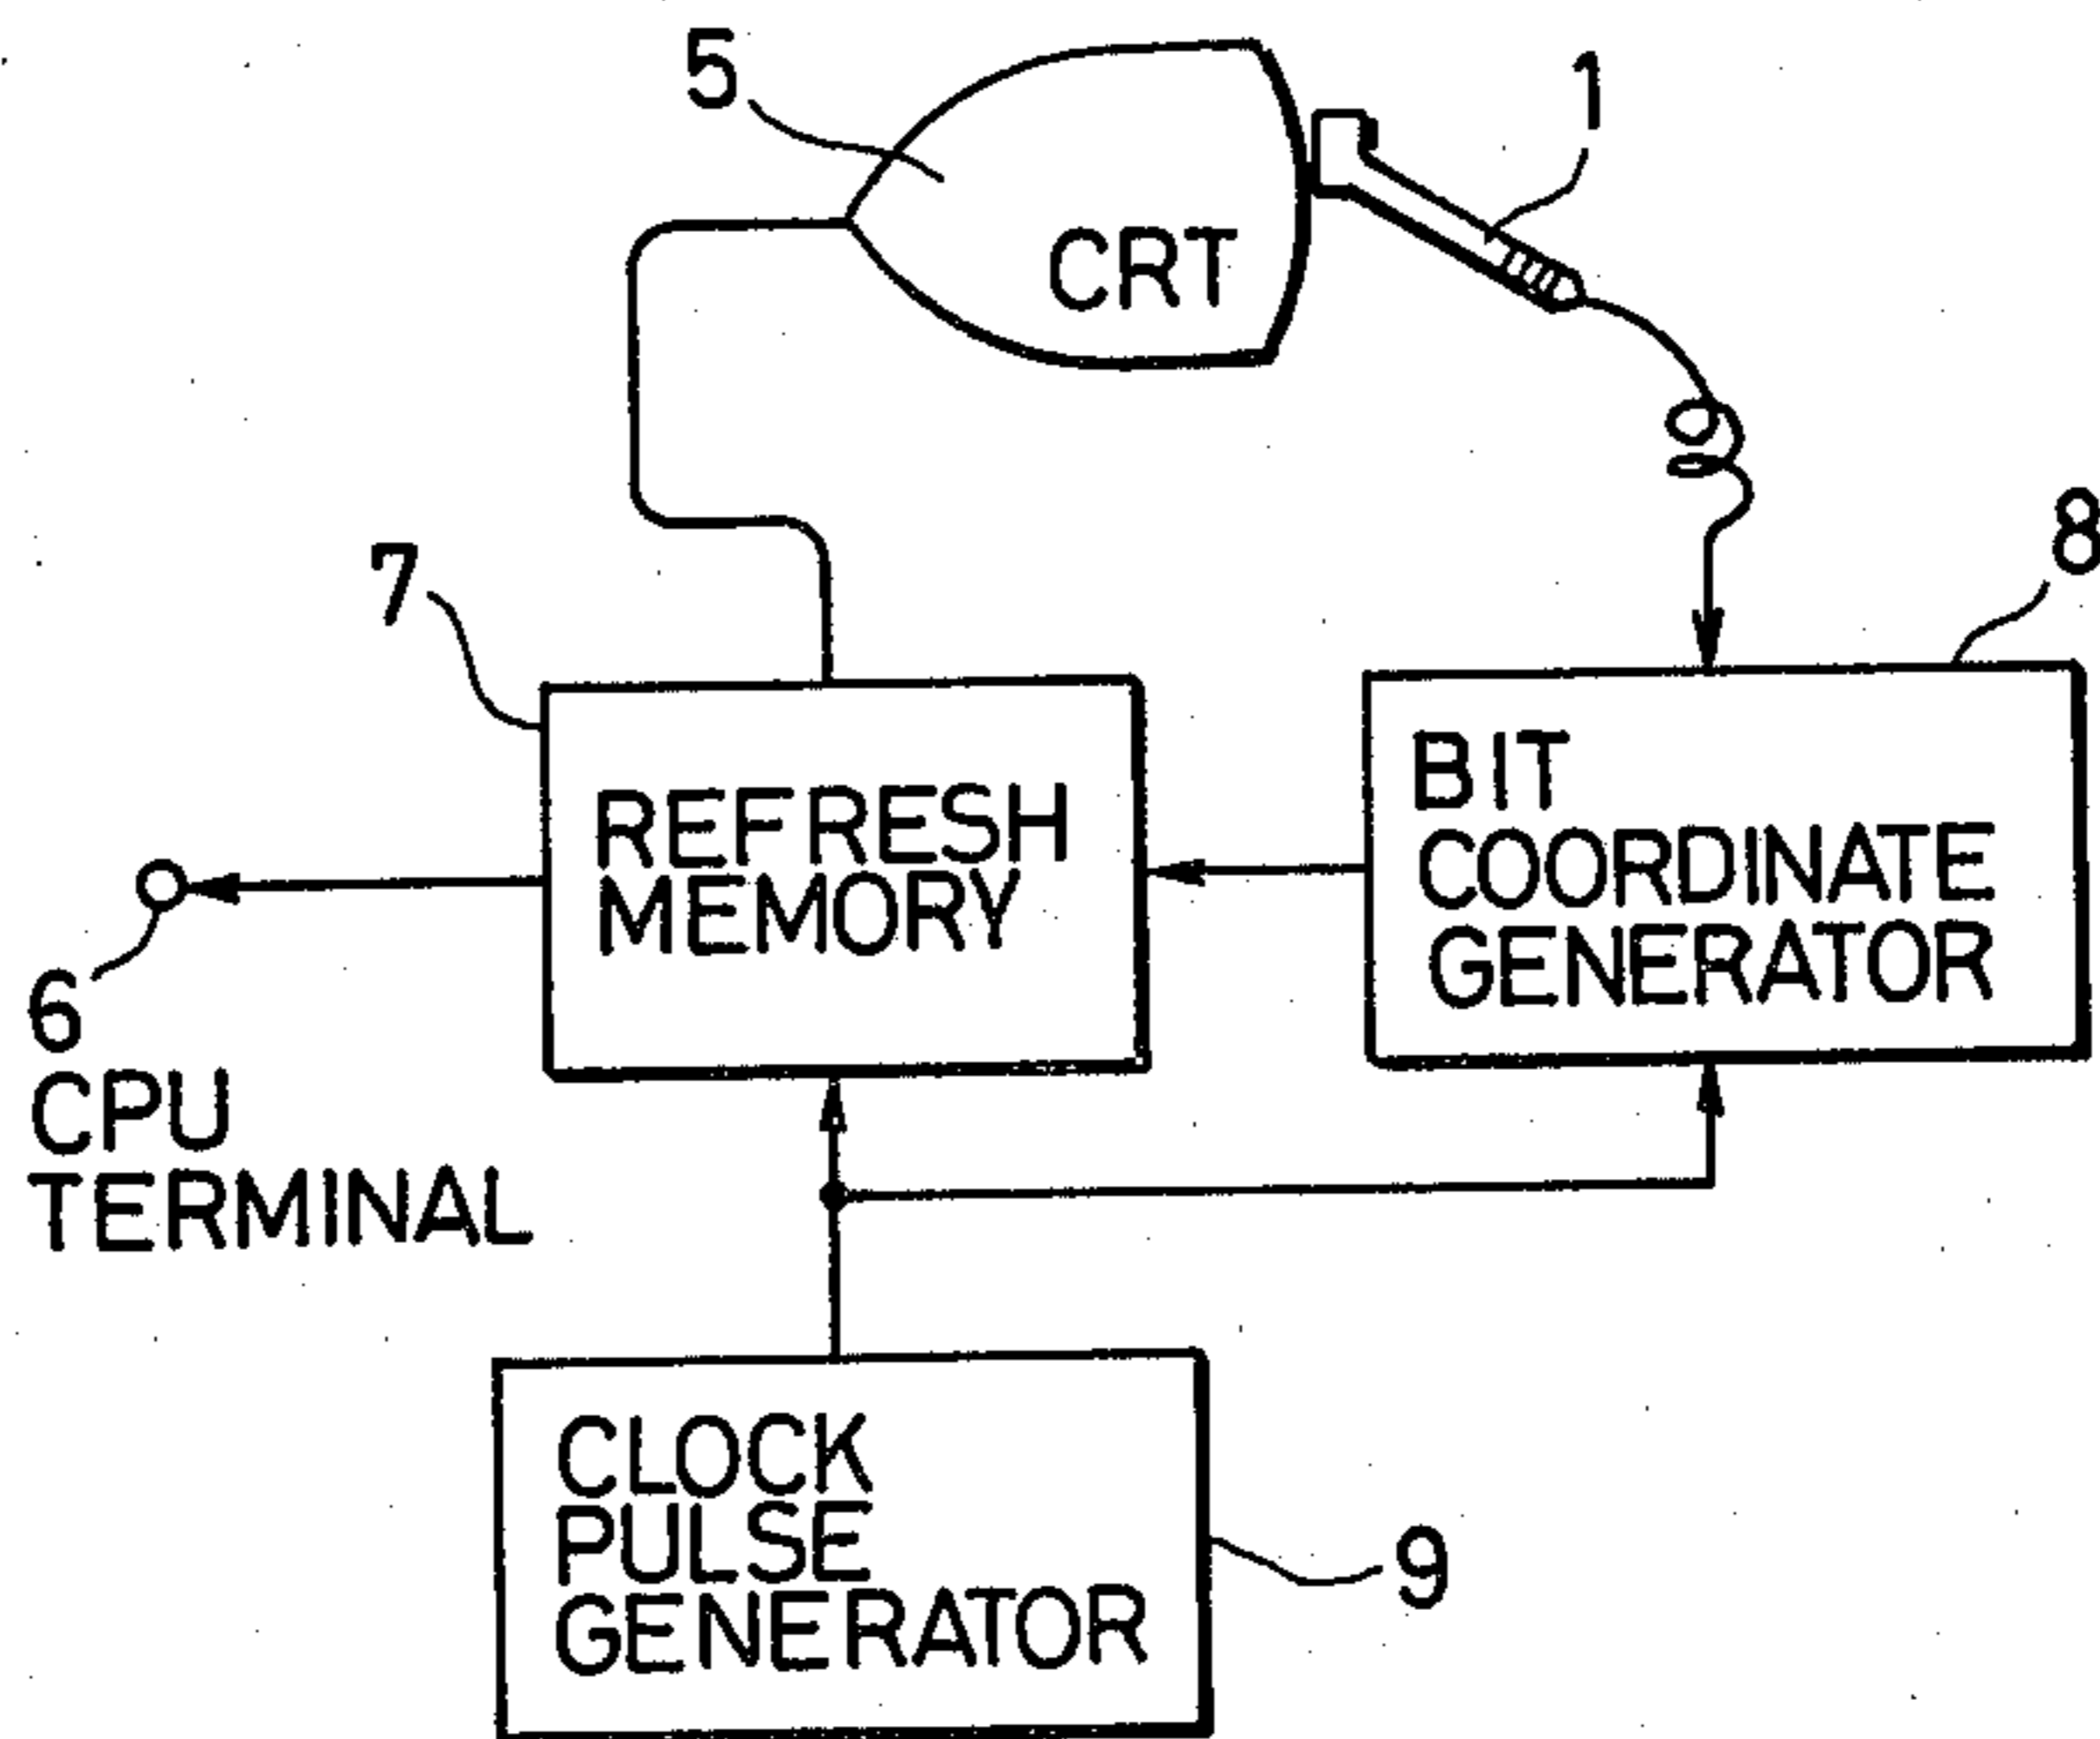 5
1
CRT
7
8
REFRESH
MEMORY
BIT
COORDINATE
GENERATOR
6
CPU
TERMINAL
CLOCK
PULSE
GENERATOR
9